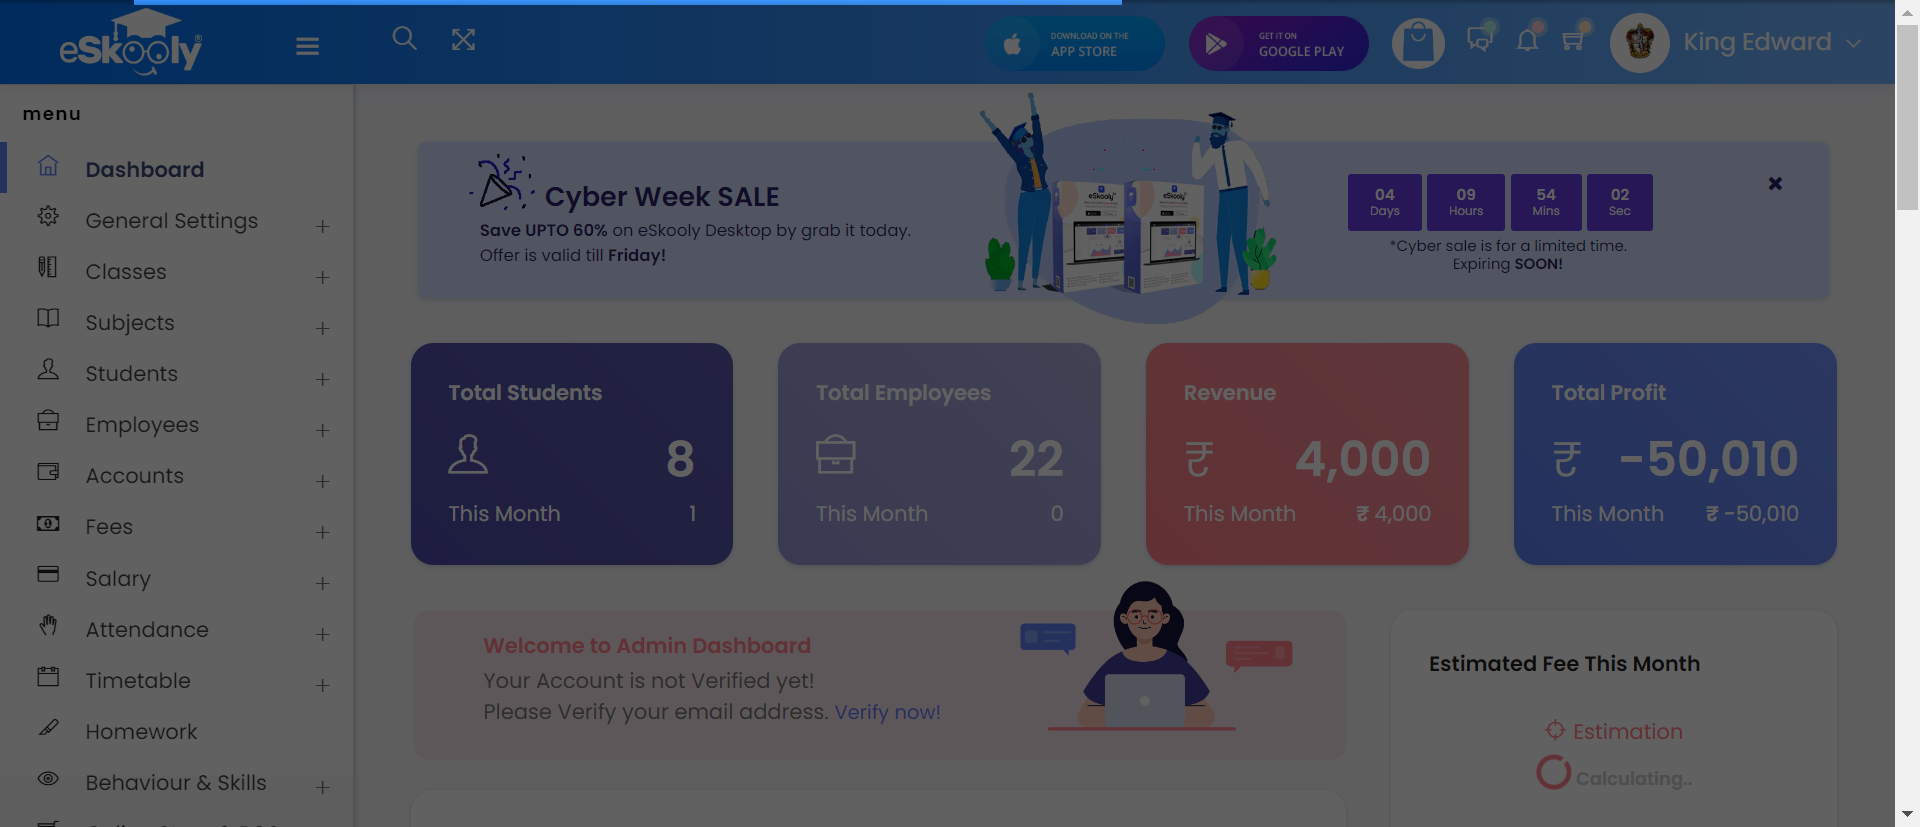 eSkooly®
DOWNLOAD ON THE
APP STORE
GET IT ON
GOOGLE PLAY
King Edward
menu
Dashboard
General Settings
Classes
Subjects
Students
Employees
Accounts
Fees
Salary
Attendance
Timetable
Homework
Behaviour & Skills
Cyber Week SALE
Save UPTO 60% on eSkooly Desktop by grab it today.
Offer is valid till Friday!
eSkooly
eSkooly
04 09 54 02
Days Hours Mins Sec
*Cyber sale is for a limited time.
Expiring SOON!
Total Students
8
This Month 1
Total Employees
22
This Month 0
Revenue
₹ 4,000
This Month ₹ 4,000
Total Profit
₹ -50,010
This Month ₹ -50,010
Welcome to Admin Dashboard
Your Account is not Verified yet!
Please Verify your email address. Verify now!
Estimated Fee This Month
Estimation
Calculating..